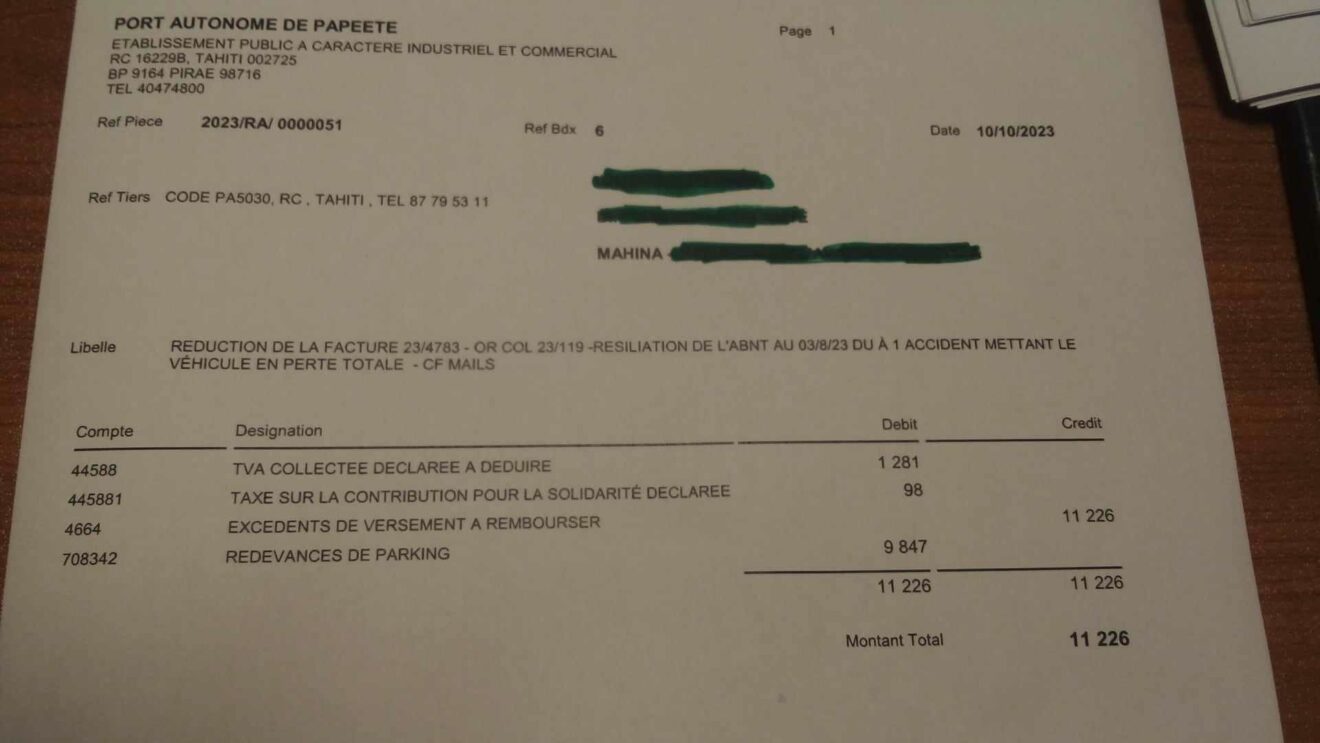 PORT AUTONOME DE PAPEETE
Page 1
ETABLISSEMENT PUBLIC A CARACTERE INDUSTRIEL ET COMMERCIAL
RC 16229B, TAHITI 002725
BP 9164 PIRAE 98716
TEL 40474800
Ref Piece 2023/RA/ 0000051 Ref Bdx 6 Date 10/10/2023
Ref Tiers CODE PA5030, RC , TAHITI , TEL 87 79 53 11
MAHINA -
Libelle REDUCTION DE LA FACTURE 23/4783 - OR COL 23/119 -RESILIATION DE L'ABNT AU 03/8/23 DU À 1 ACCIDENT METTANT LE
VÉHICULE EN PERTE TOTALE - CF MAILS
Compte Designation Debit Credit
44588 TVA COLLECTEE DECLAREE A DEDUIRE 1 281
445881 TAXE SUR LA CONTRIBUTION POUR LA SOLIDARITÉ DECLAREE 98
4664 EXCEDENTS DE VERSEMENT A REMBOURSER 11 226
708342 REDEVANCES DE PARKING 9 847
11 226 11 226
Montant Total 11 226